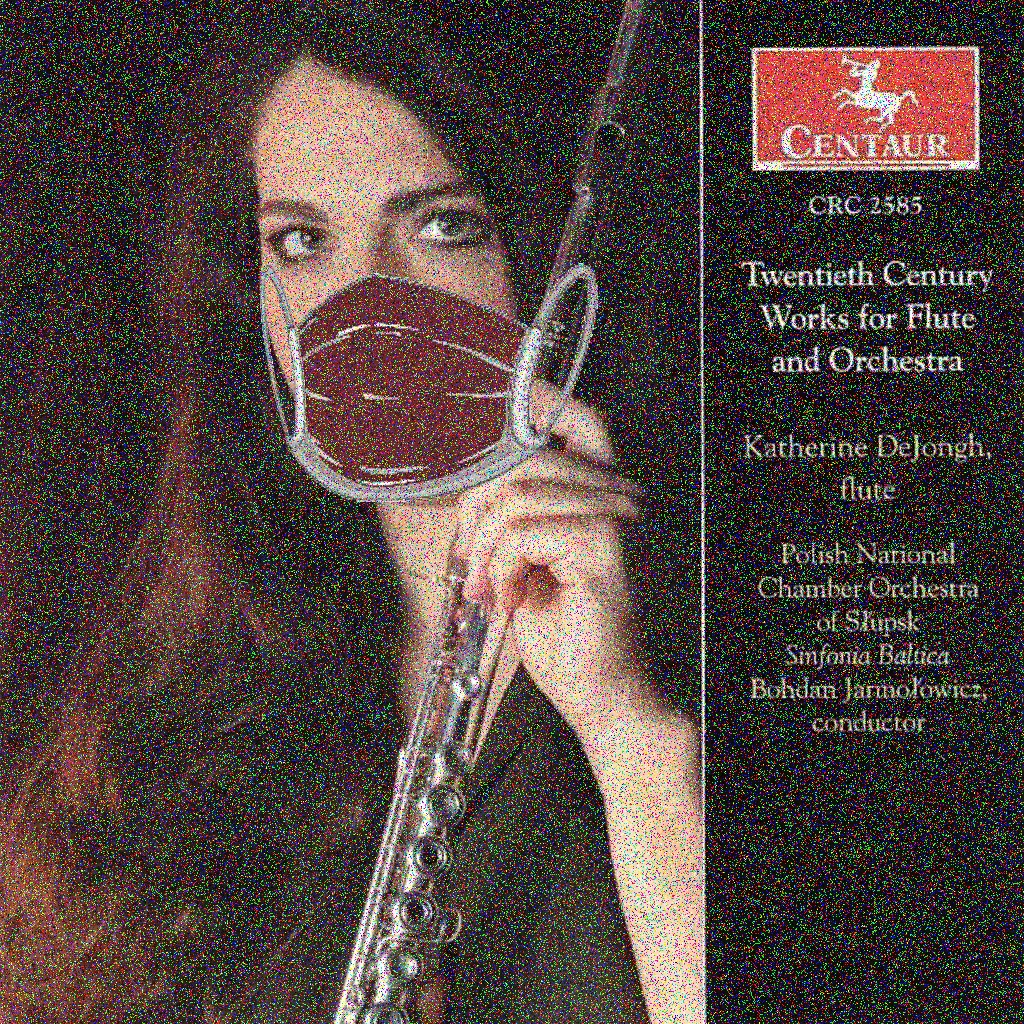 CENTAUR
CRC 2585
Twentieth Century
Works for Flute
and Orchestra
Katherine DeJongh,
flute
Polish National
Chamber Orchestra
of Słupsk
Sinfonia Baltica
Bohdan Jarmołowicz,
conductor